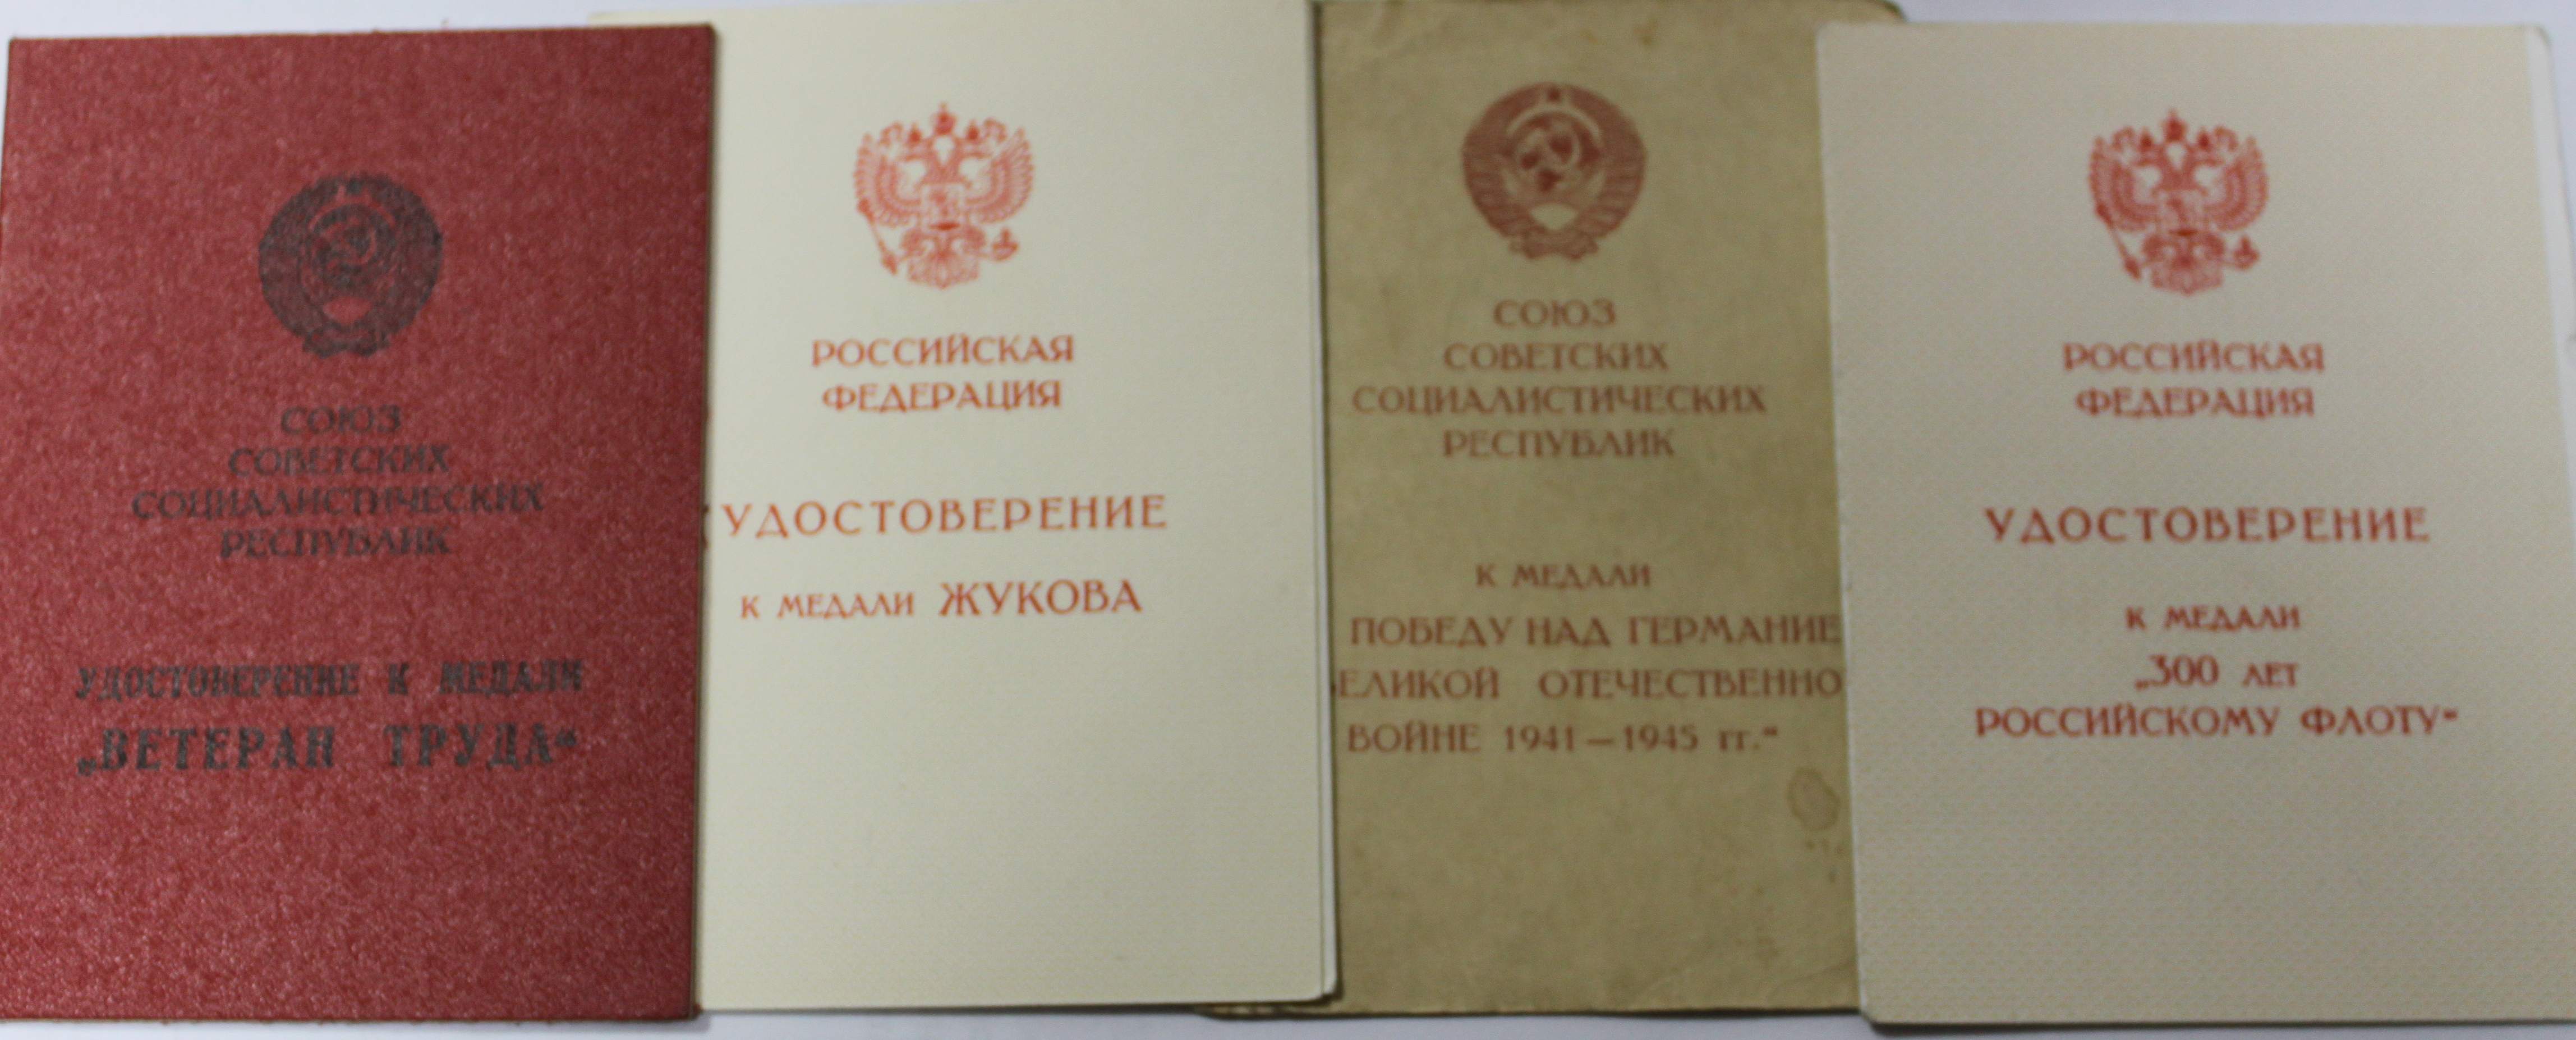 СОЮЗ
СОВЕТСКИХ
СОЦИАЛИСТИЧЕСКИХ
РЕСПУБЛИК
УДОСТОВЕРЕНИЕ К МЕДАЛИ
„ВЕТЕРАН ТРУДА“
РОССИЙСКАЯ
ФЕДЕРАЦИЯ
УДОСТОВЕРЕНИЕ
К МЕДАЛИ ЖУКОВА
СОЮЗ
СОВЕТСКИХ
СОЦИАЛИСТИЧЕСКИХ
РЕСПУБЛИК
К МЕДАЛИ
ПОБЕДУ НАД ГЕРМАНИЕ
ЕЛИКОЙ ОТЕЧЕСТВЕННО
ВОЙНЕ 1941—1945 гг.“
РОССИЙСКАЯ
ФЕДЕРАЦИЯ
УДОСТОВЕРЕНИЕ
К МЕДАЛИ
„300 ЛЕТ
РОССИЙСКОМУ ФЛОТУ“